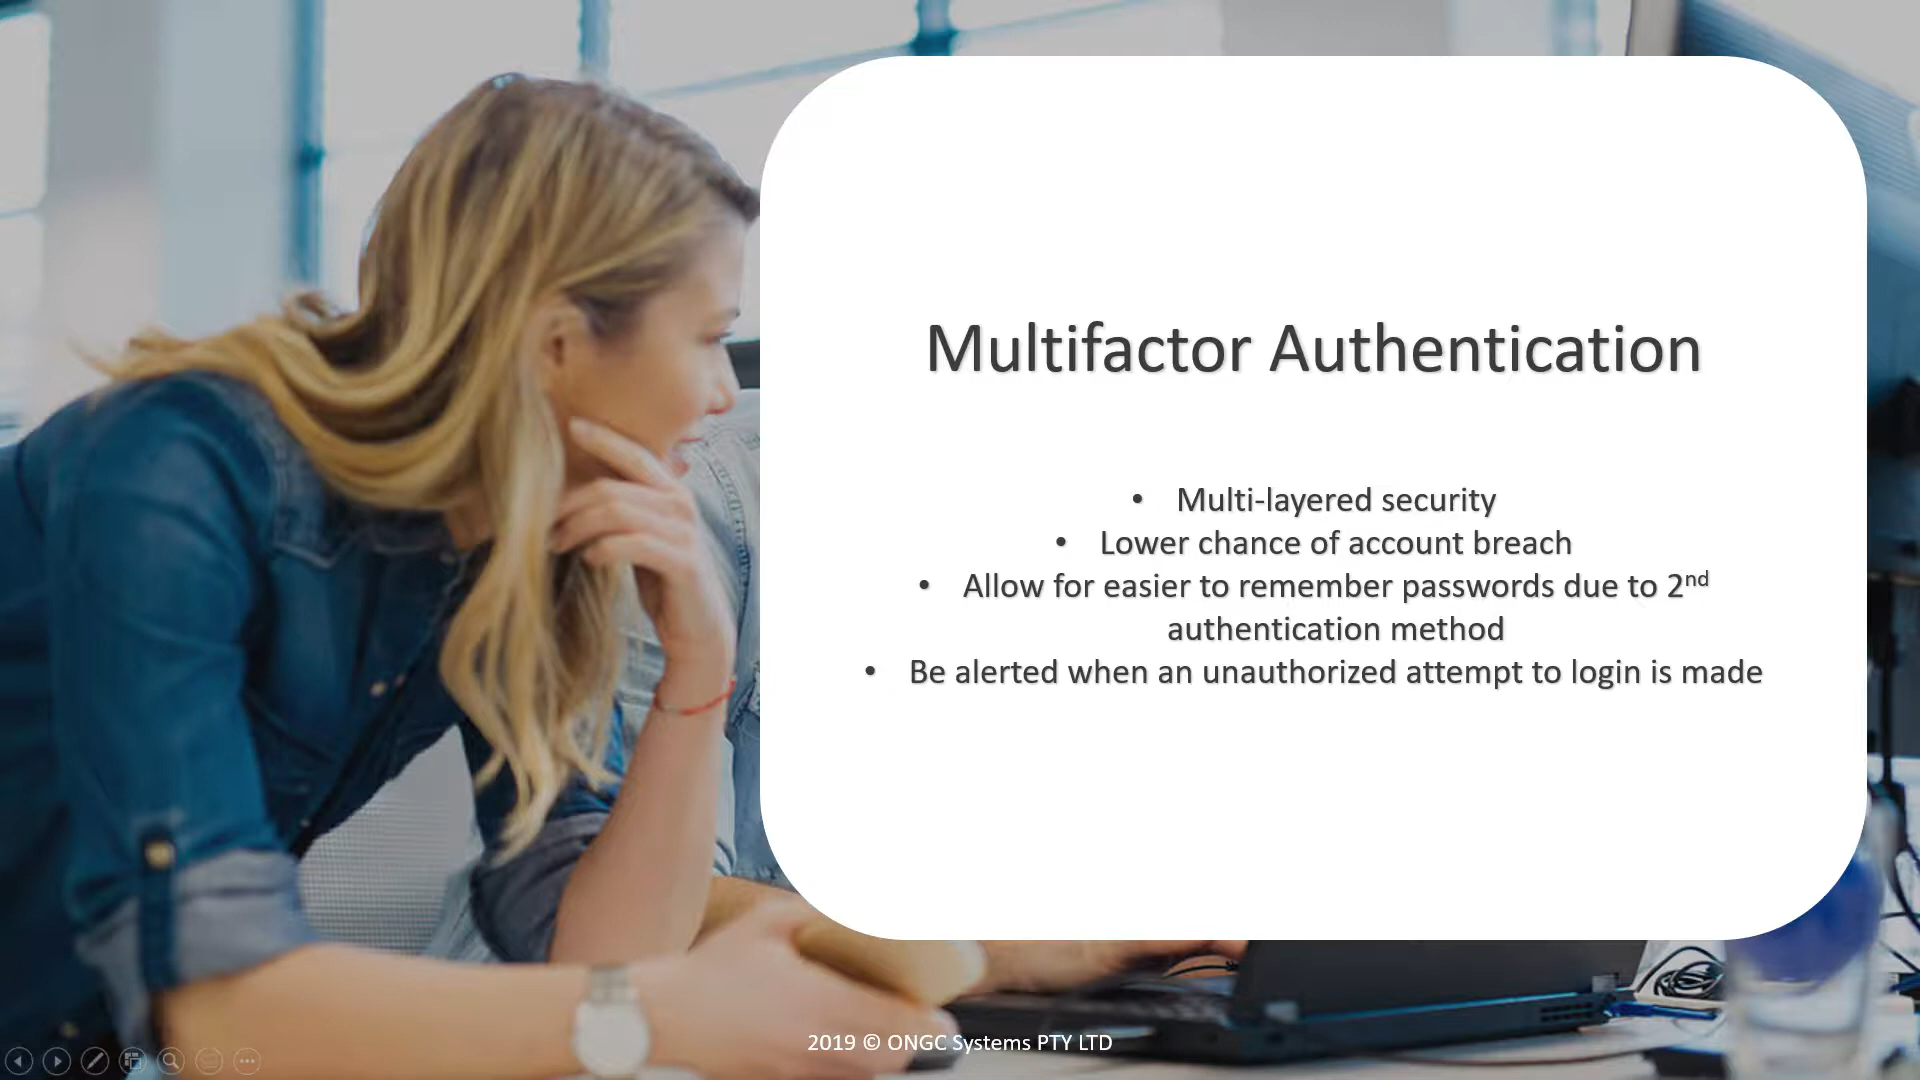 Multifactor Authentication
• Multi-layered security
• Lower chance of account breach
• Allow for easier to remember passwords due to 2nd
authentication method
• Be alerted when an unauthorized attempt to login is made
2019 © ONGC Systems PTY LTD